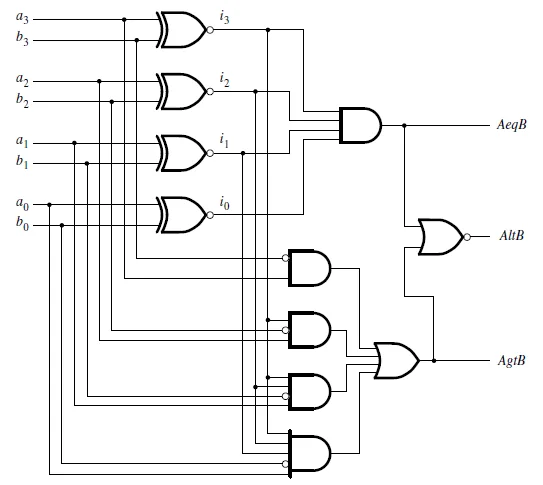 a₃
i₃
b₃
a₂
i₂
b₂
AeqB
a₁
i₁
b₁
a₀
i₀
b₀
AltB
AgtB